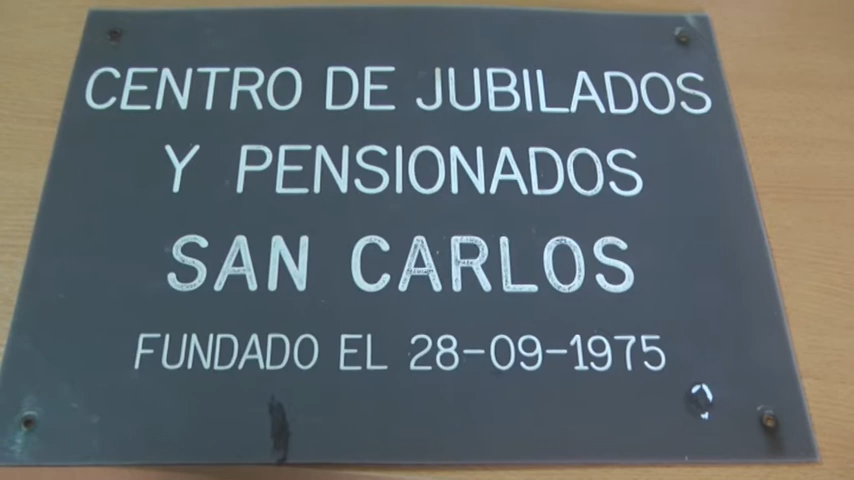 CENTRO DE JUBILADOS
Y PENSIONADOS
SAN CARLOS
FUNDADO EL 28-09-1975